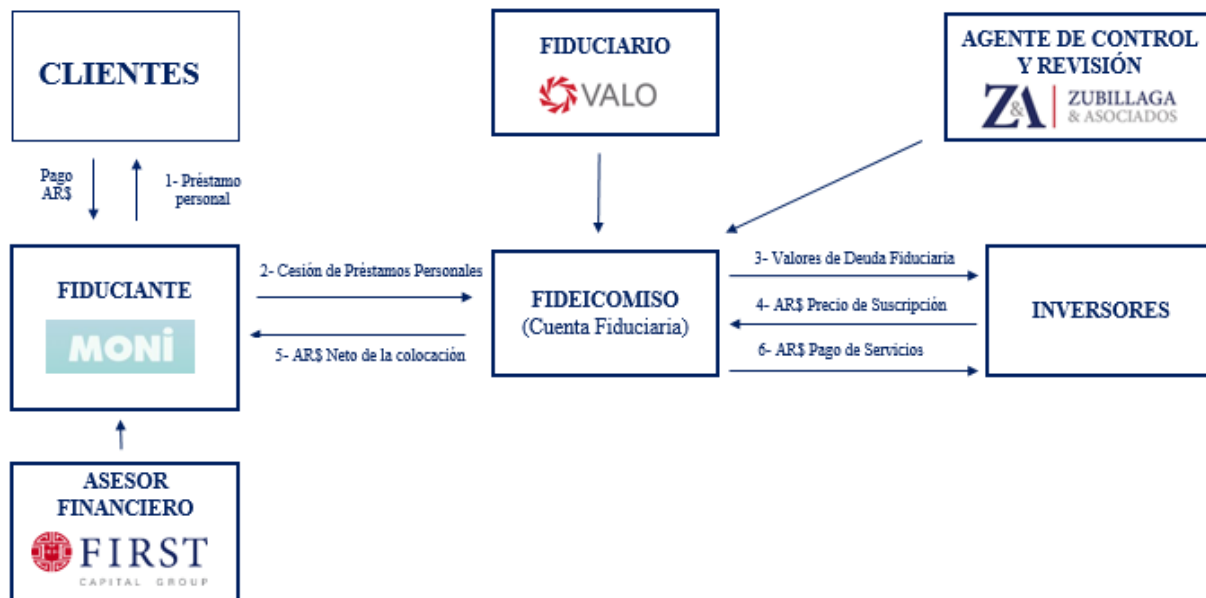 CLIENTES
FIDUCIARIO
VALO
AGENTE DE CONTROL
Y REVISIÓN
Z&A
ZUBILLAGA
& ASOCIADOS
Pago
AR$
1- Préstamo
personal
FIDUCIANTE
MONi
2- Cesión de Préstamos Personales
5- AR$ Neto de la colocación
FIDEICOMISO
(Cuenta Fiduciaria)
3- Valores de Deuda Fiduciaria
4- AR$ Precio de Suscripción
6- AR$ Pago de Servicios
INVERSORES
ASESOR
FINANCIERO
FIRST
CAPITAL GROUP